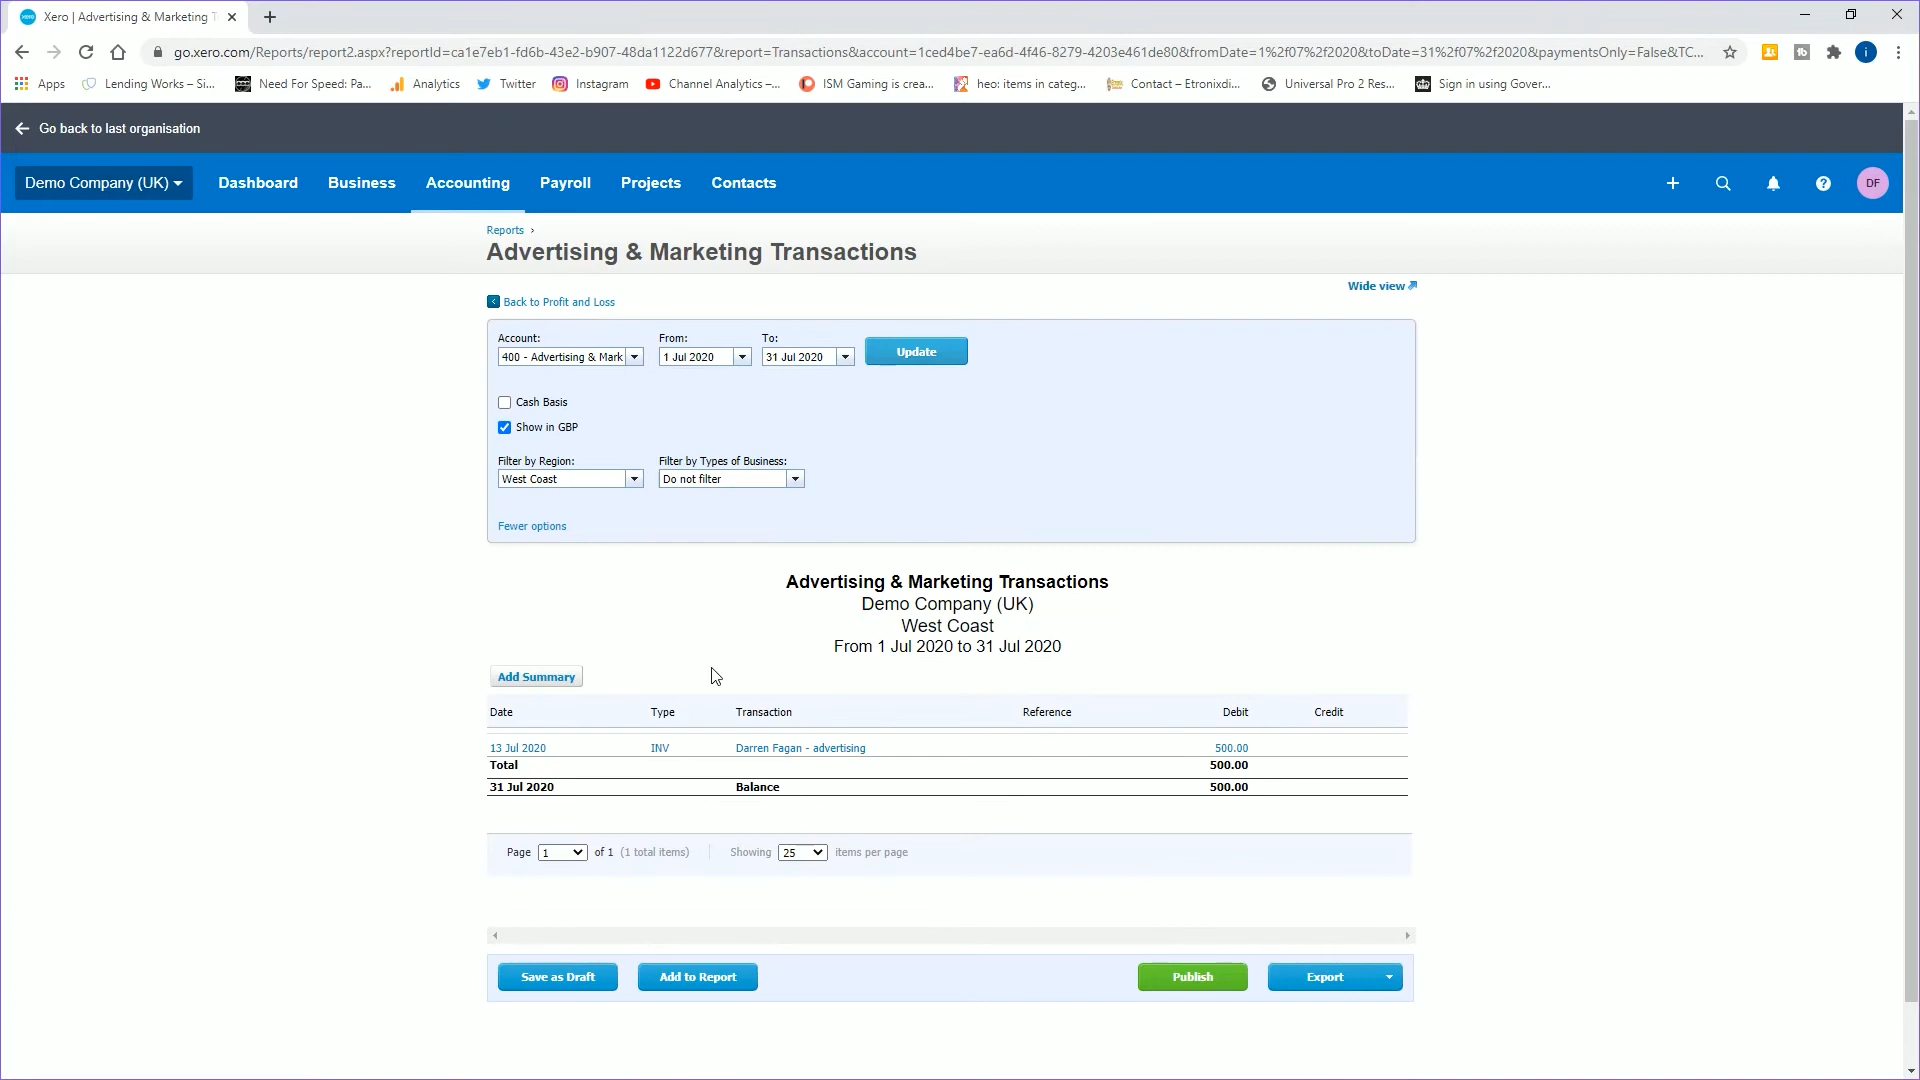 Xero | Advertising & Marketing T
go.xero.com/Reports/report2.aspx?reportId=ca1e7eb1-fd6b-43e2-b907-48da1122d677&report=Transactions&account=1ced4be7-ea6d-4f46-8279-4203e461de80&fromDate=1%2f07%2f2020&toDate=31%2f07%2f2020&paymentsOnly=False&TC...
Apps Lending Works – Si... Need For Speed: Pa... Analytics Twitter Instagram Channel Analytics –... ISM Gaming is crea... heo: items in categ... Contact – Etronixdi... Universal Pro 2 Res... Sign in using Gover...
Go back to last organisation
Demo Company (UK) Dashboard Business Accounting Payroll Projects Contacts DF
Reports ›
Advertising & Marketing Transactions
Wide view
Back to Profit and Loss
Account: From: To:
400 - Advertising & Mark 1 Jul 2020 31 Jul 2020 Update
Cash Basis
Show in GBP
Filter by Region: Filter by Types of Business:
West Coast Do not filter
Fewer options
Advertising & Marketing Transactions
Demo Company (UK)
West Coast
From 1 Jul 2020 to 31 Jul 2020
Add Summary
Date Type Transaction Reference Debit Credit
13 Jul 2020 INV Darren Fagan - advertising 500.00
Total 500.00
31 Jul 2020 Balance 500.00
Page 1 of 1 (1 total items) Showing 25 items per page
Save as Draft Add to Report Publish Export